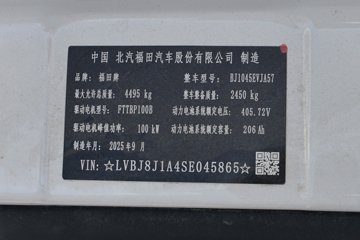 中国 北汽福田汽车股份有限公司 制造
品牌：福田牌 整车型号：BJ1045EVJA57
最大允许总质量：4495 kg 整车整备质量：2450 kg
驱动电机型号：FTTBP100B 动力电池系统额定电压：405.72V
驱动电机峰值功率：100 kW 动力电池系统额定容量：206 Ah
制造年月：2025年9月
VIN：☆LVBJ8J1A4SE045865☆